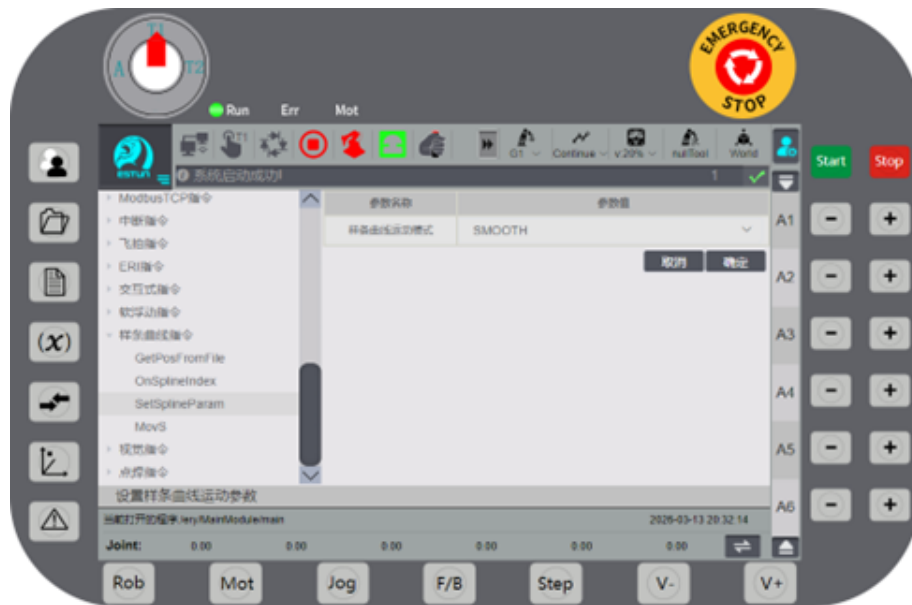 EMERGENCY
STOP
T1
A
T2
Run Err Mot
T1
G1 Continue v:20% nullTool World
ESTUN
系统启动成功! 1
Start Stop
ModbusTCP指令
参数名称 参数值
中断指令
样条曲线运动模式 SMOOTH
A1
飞拍指令
ERI指令
取消 确定
交互式指令
A2
软浮动指令
样条曲线指令
(x)
A3
GetPosFromFile
OnSplineIndex
SetSplineParam
A4
MovS
视觉指令
A5
点焊指令
设置样条曲线运动参数
A6
当前打开的程序:/ery/MainModule/main 2026-03-13 20:32:14
Joint: 0.00 0.00 0.00 0.00 0.00 0.00
Rob Mot Jog F/B Step V- V+